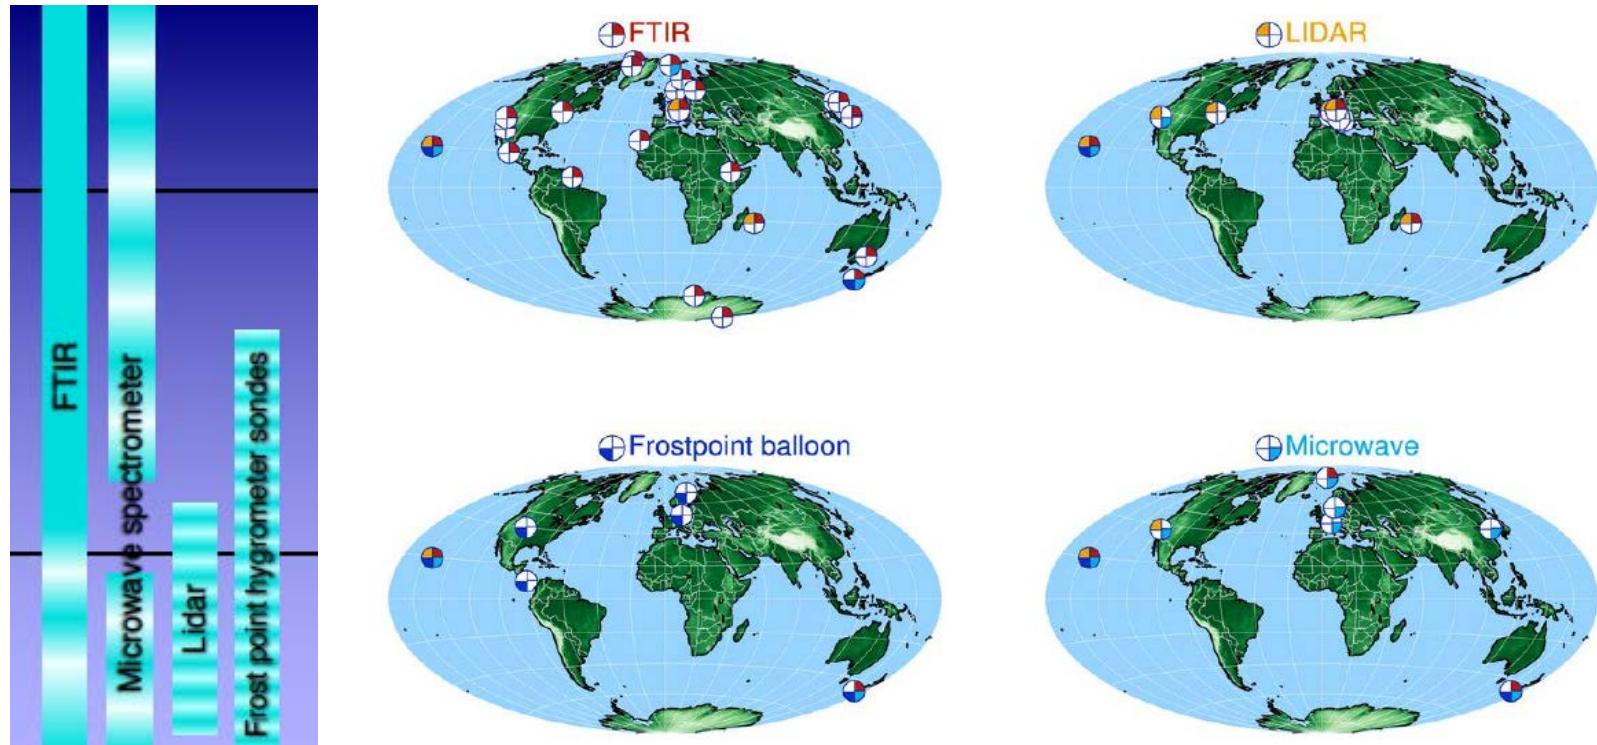 FTIR
Microwave spectrometer
Lidar
Frost point hygrometer sondes
FTIR
LIDAR
Frostpoint balloon
Microwave